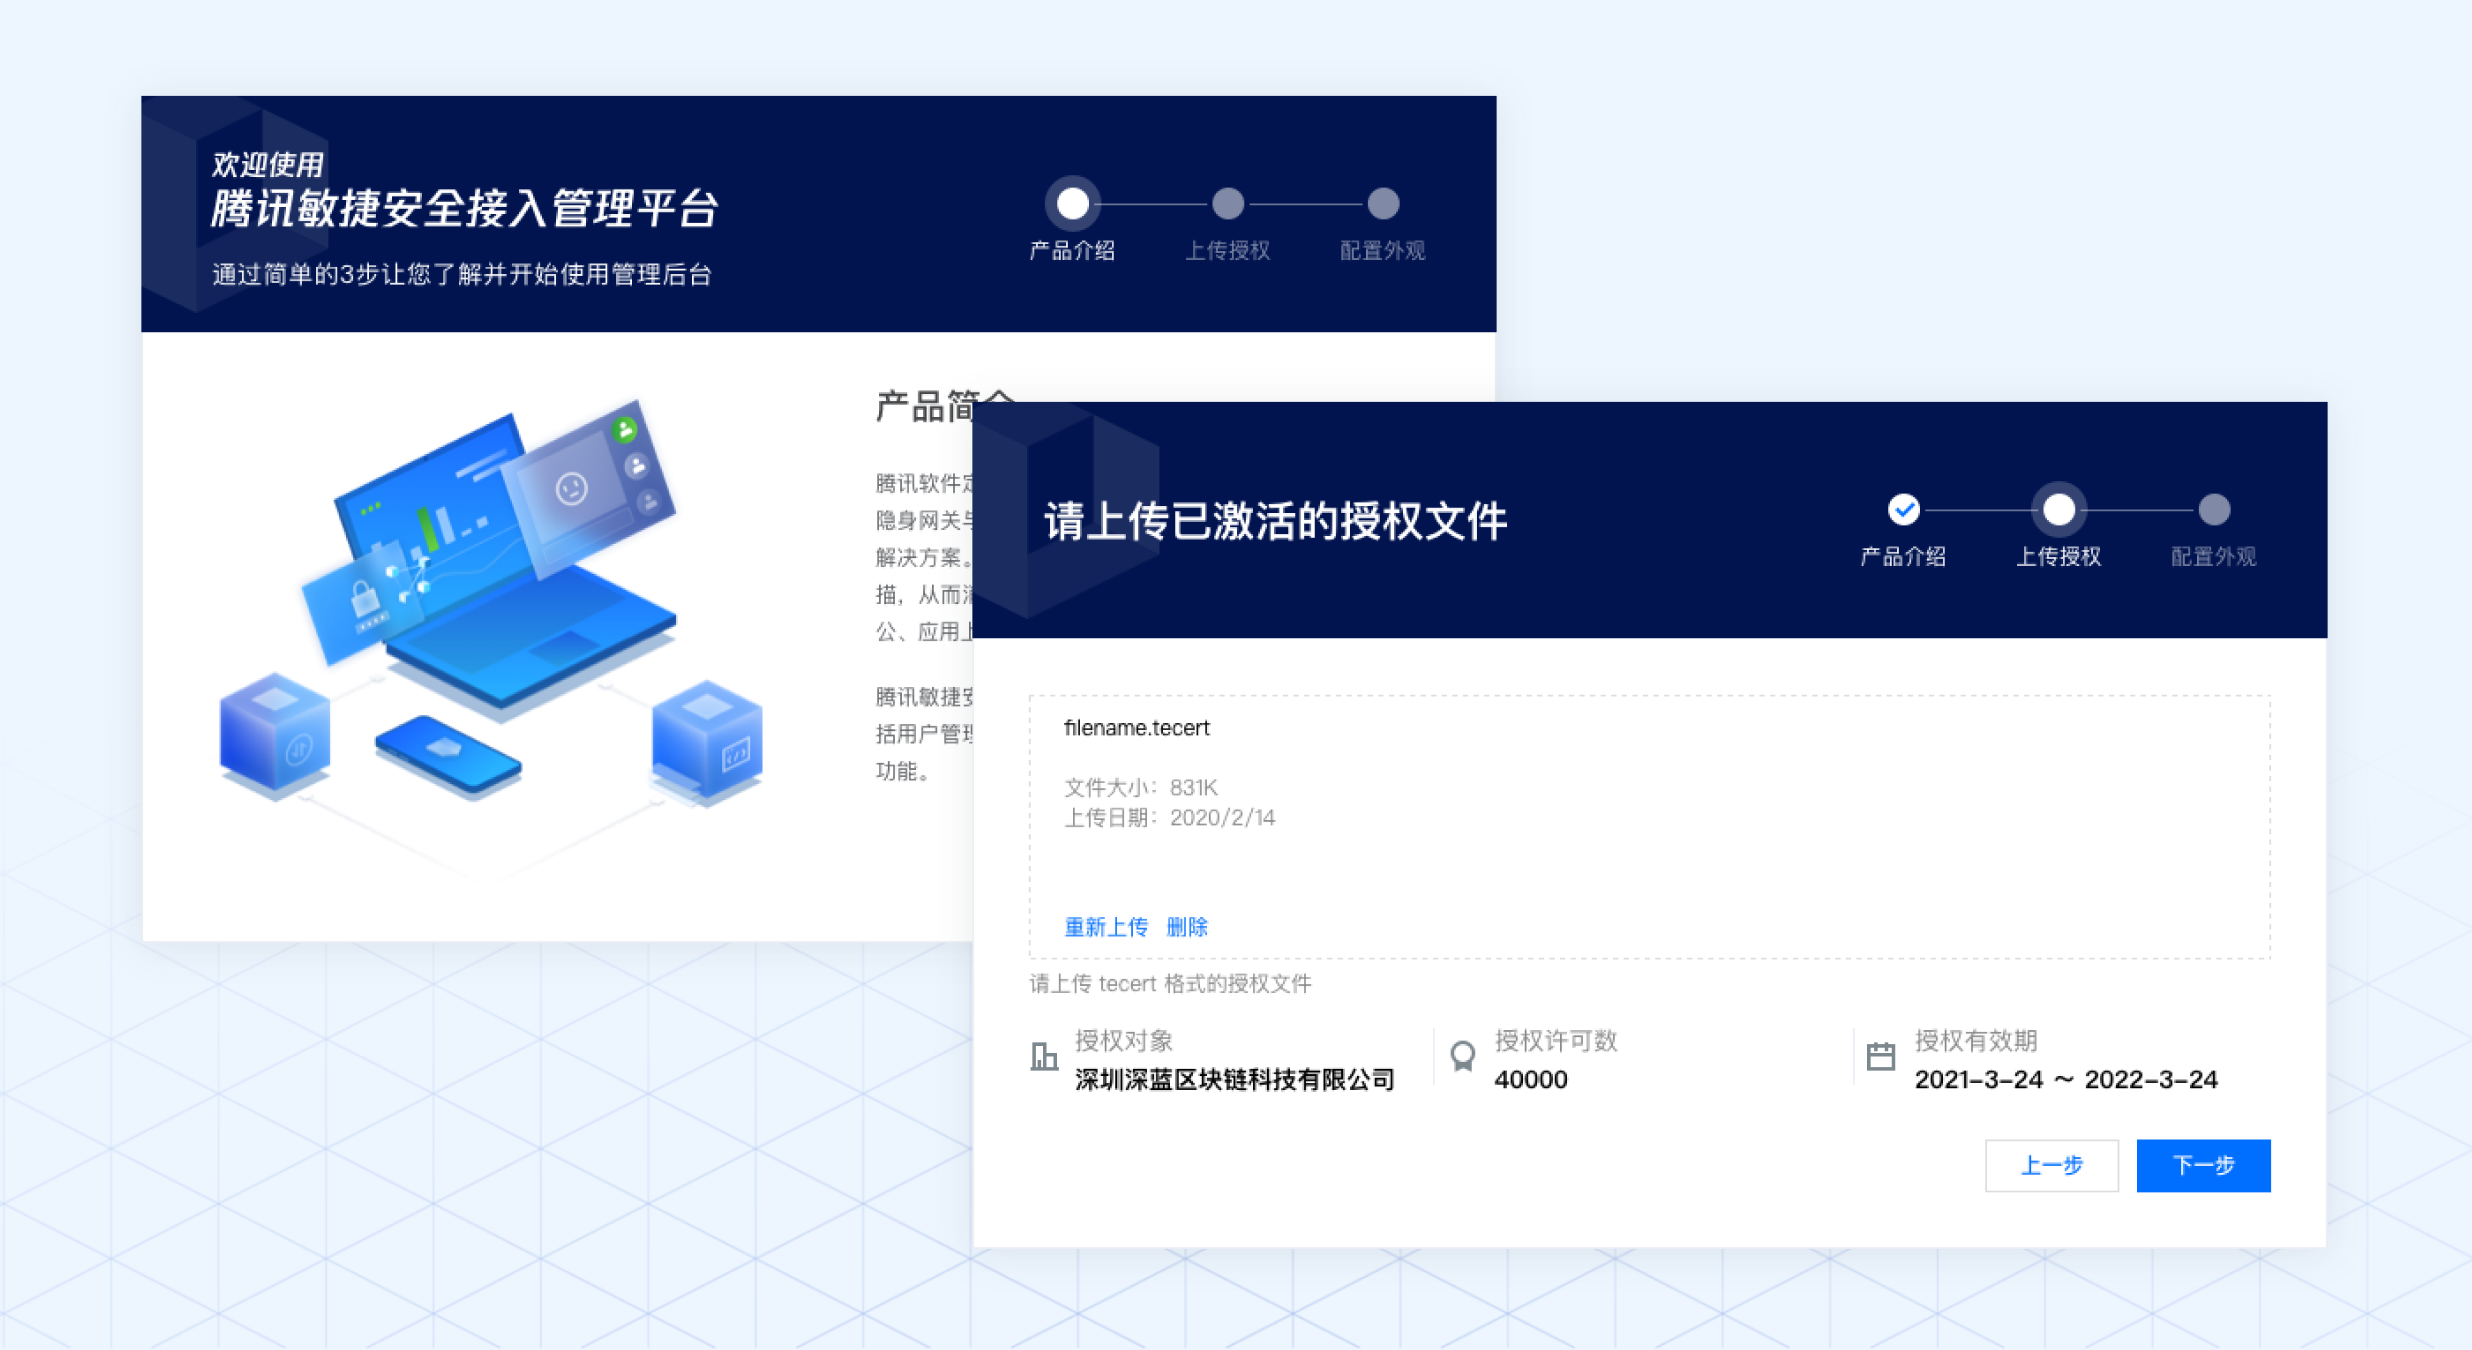 欢迎使用
腾讯敏捷安全接入管理平台
通过简单的3步让您了解并开始使用管理后台
产品介绍
上传授权
配置外观
产品简介
腾讯软件定
隐身网关与
解决方案。
描，从而
公、应用上
腾讯敏捷安
括用户管理
功能。
请上传已激活的授权文件
产品介绍
上传授权
配置外观
filename.tecert
文件大小：831K
上传日期：2020/2/14
重新上传 删除
请上传 tecert 格式的授权文件
授权对象
深圳深蓝区块链科技有限公司
授权许可数
40000
授权有效期
2021-3-24 ~ 2022-3-24
上一步
下一步